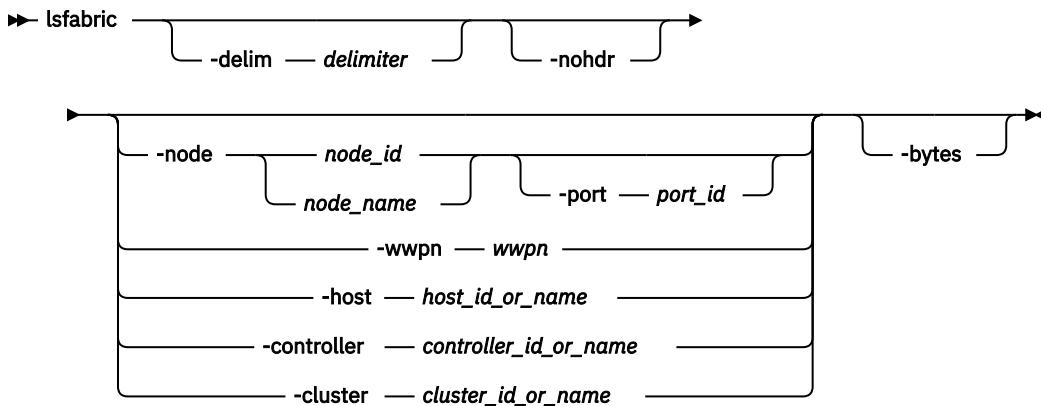 lsfabric
-delim delimiter -nohdr
-node node_id -bytes
node_name -port port_id
-wwpn wwpn
-host host_id_or_name
-controller controller_id_or_name
-cluster cluster_id_or_name